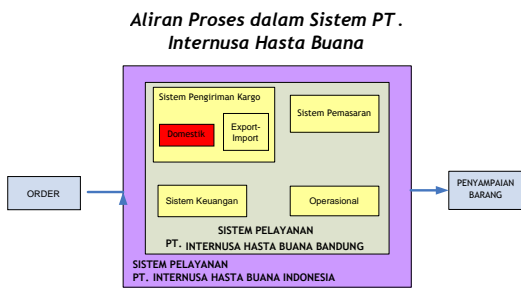 Aliran Proses dalam Sistem PT.
Internusa Hasta Buana
Sistem Pengiriman Kargo
Domestik
Export-
Import
Sistem Pemasaran
ORDER
PENYAMPAIAN
BARANG
Sistem Keuangan
Operasional
SISTEM PELAYANAN
PT. INTERNUSA HASTA BUANA BANDUNG
SISTEM PELAYANAN
PT. INTERNUSA HASTA BUANA INDONESIA